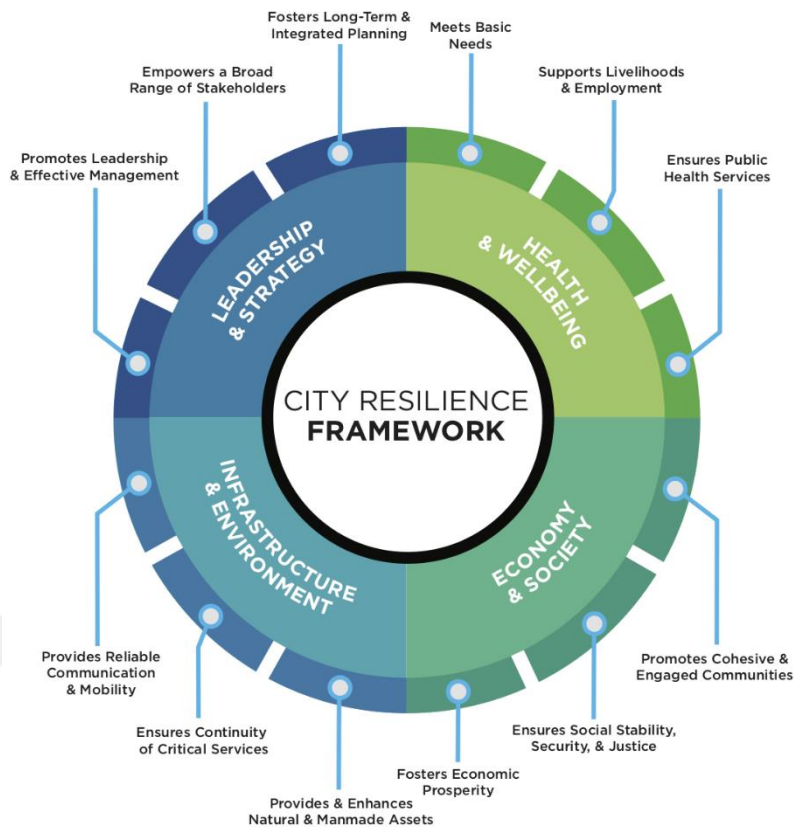 Fosters Long-Term &
Integrated Planning
Meets Basic
Needs
Empowers a Broad
Range of Stakeholders
Supports Livelihoods
& Employment
Promotes Leadership
& Effective Management
Ensures Public
Health Services
LEADERSHIP
& STRATEGY
HEALTH
& WELLBEING
CITY RESILIENCE
FRAMEWORK
INFRASTRUCTURE
& ENVIRONMENT
ECONOMY
& SOCIETY
Provides Reliable
Communication
& Mobility
Promotes Cohesive &
Engaged Communities
Ensures Continuity
of Critical Services
Ensures Social Stability,
Security, & Justice
Provides & Enhances
Natural & Manmade Assets
Fosters Economic
Prosperity